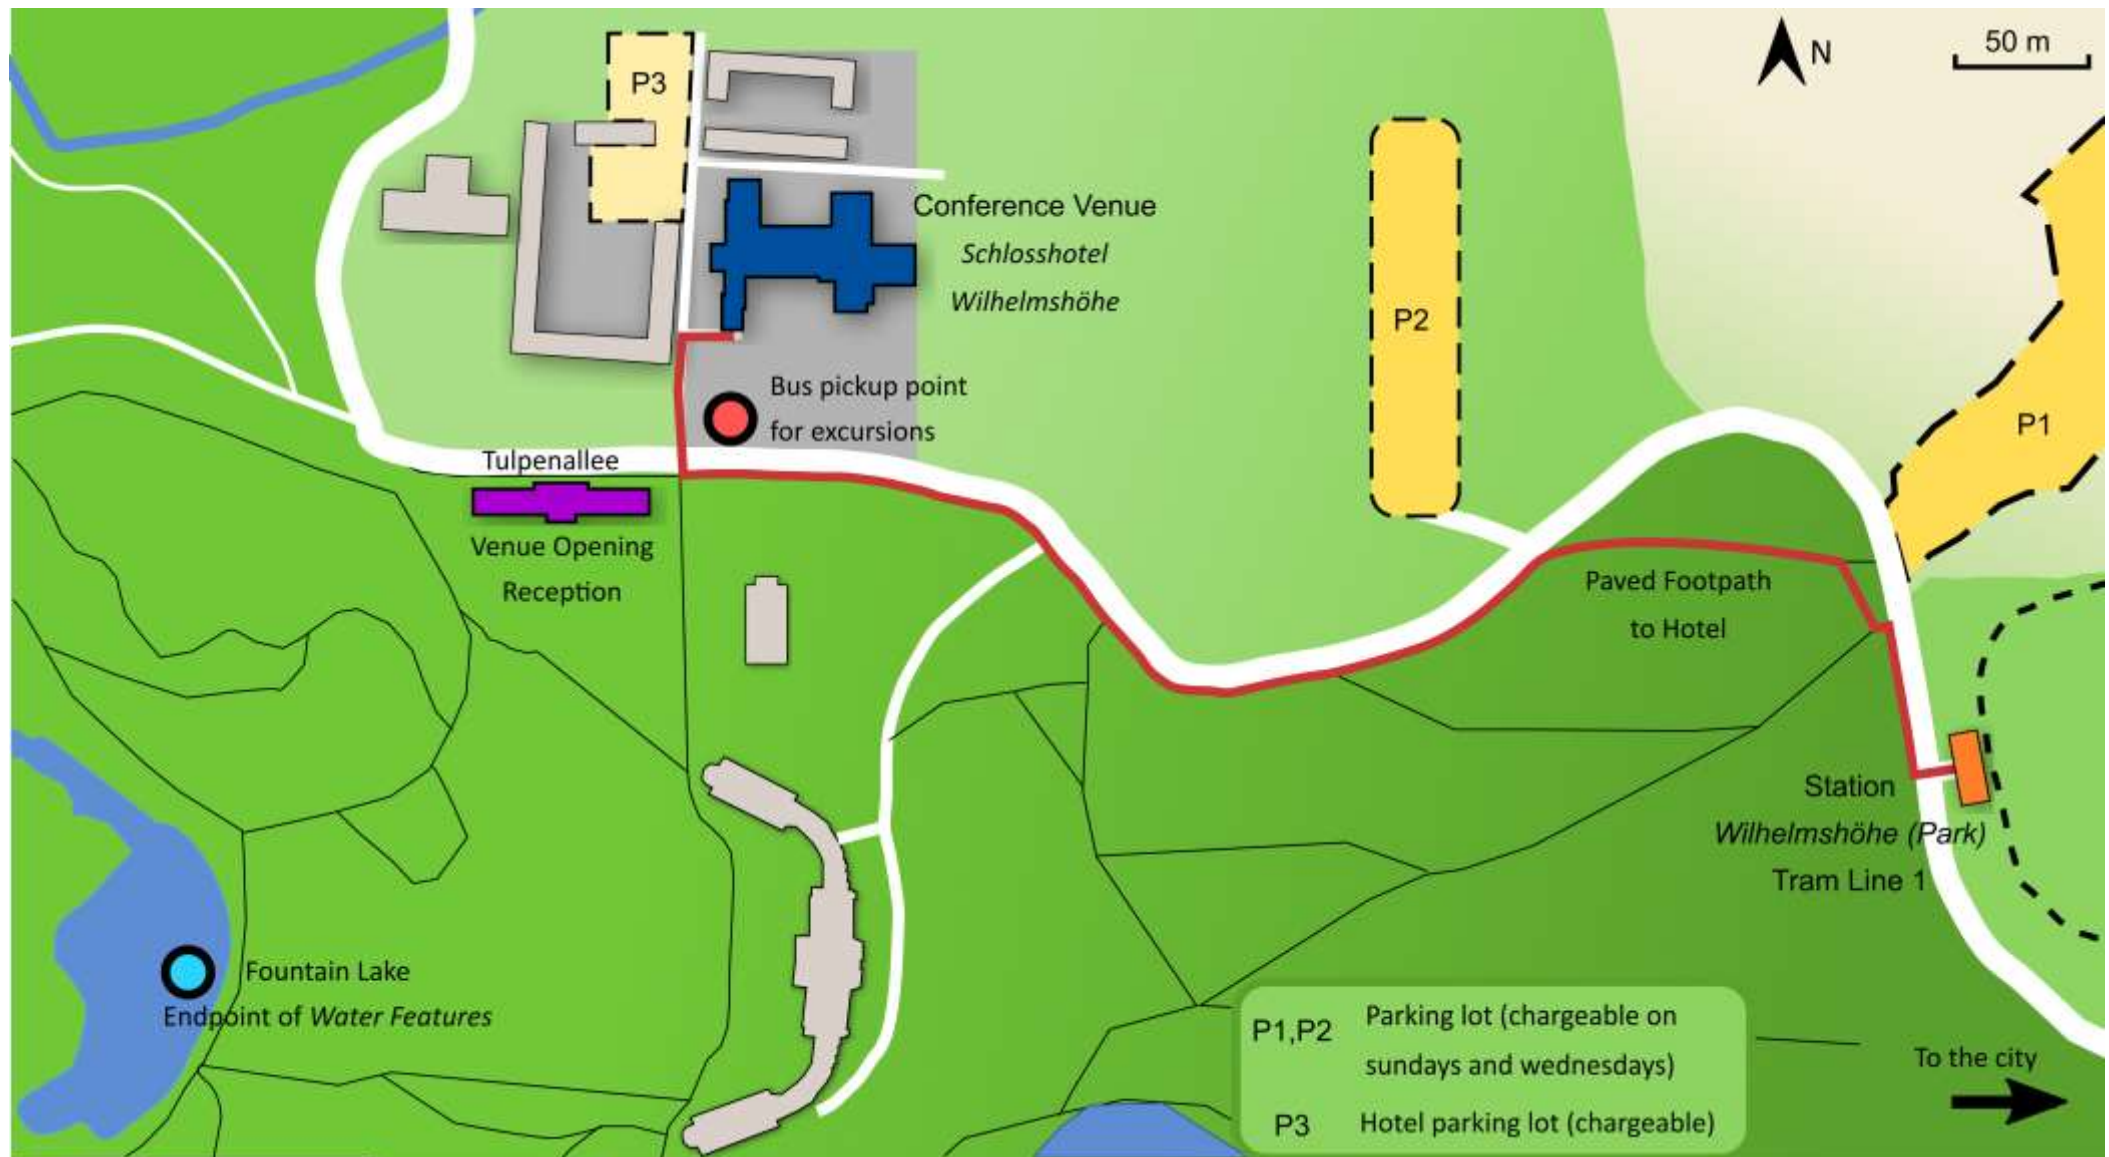 P3
N
50 m
Conference Venue
Schlosshotel
Wilhelmshöhe
P2
P1
Bus pickup point
for excursions
Tulpenallee
Venue Opening
Reception
Paved Footpath
to Hotel
Station
Wilhelmshöhe (Park)
Tram Line 1
Fountain Lake
Endpoint of Water Features
P1,P2
Parking lot (chargeable on
sundays and wednesdays)
P3
Hotel parking lot (chargeable)
To the city